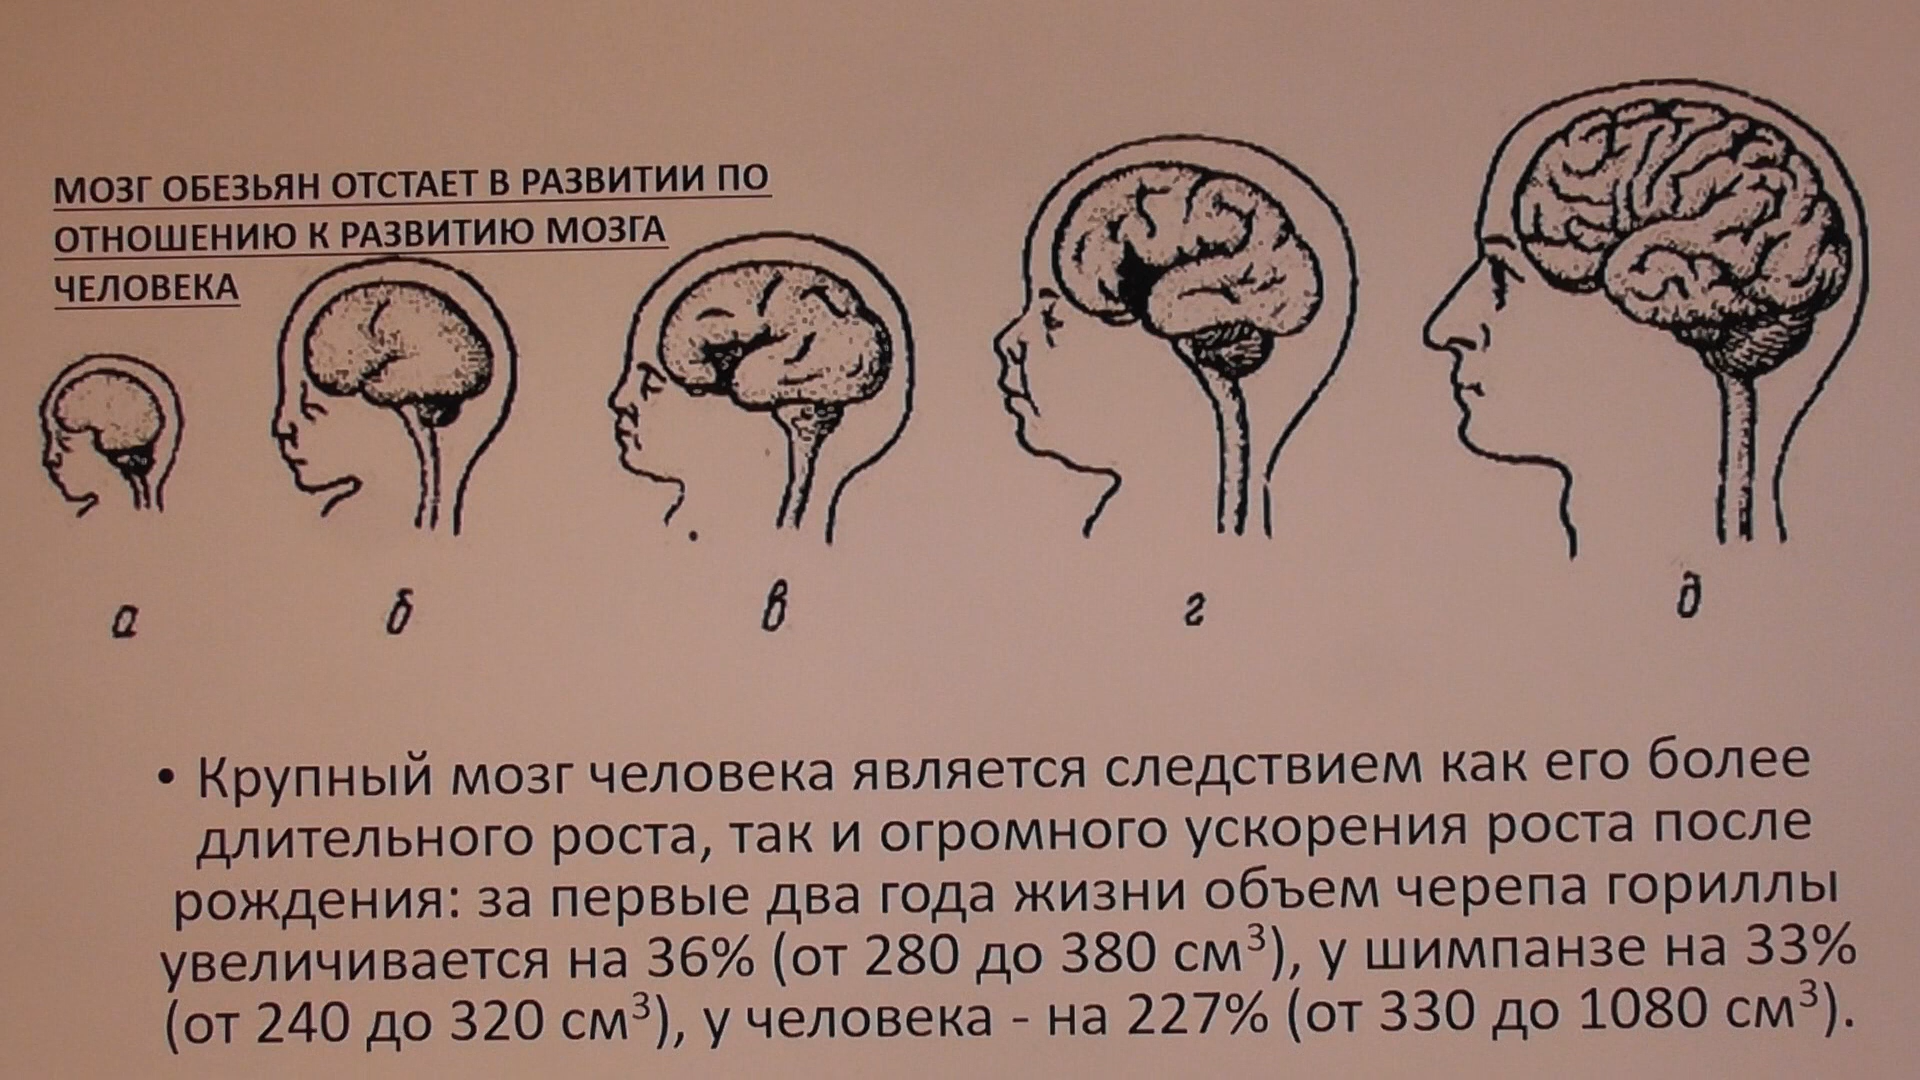 МОЗГ ОБЕЗЬЯН ОТСТАЕТ В РАЗВИТИИ ПО
ОТНОШЕНИЮ К РАЗВИТИЮ МОЗГА
ЧЕЛОВЕКА
а
б
в
г
д
• Крупный мозг человека является следствием как его более
длительного роста, так и огромного ускорения роста после
рождения: за первые два года жизни объем черепа гориллы
увеличивается на 36% (от 280 до 380 см³), у шимпанзе на 33%
(от 240 до 320 см³), у человека - на 227% (от 330 до 1080 см³).